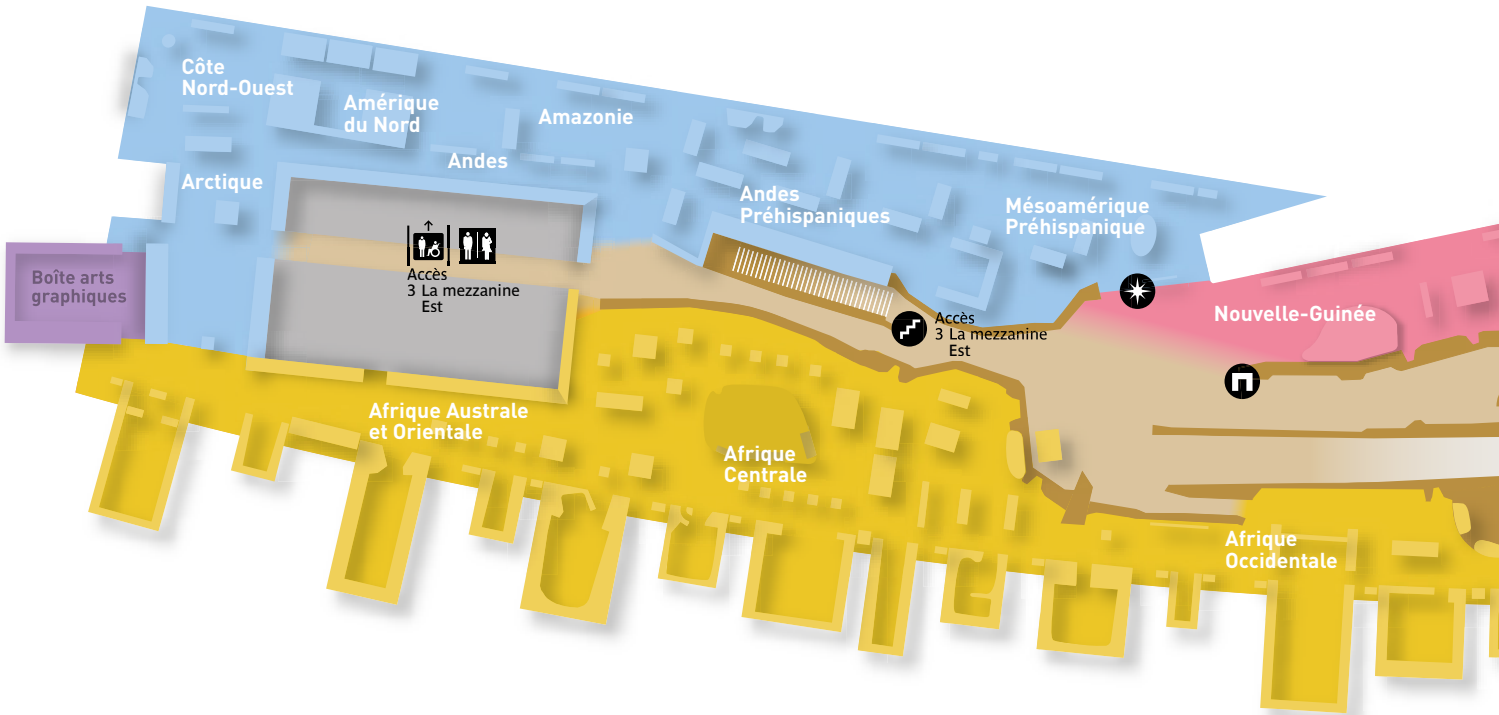 Côte
Nord-Ouest
Amérique
du Nord
Amazonie
Andes
Arctique
Andes
Préhispaniques
Mésoamérique
Préhispanique
Boîte arts
graphiques
Accès
3 La mezzanine
Est
Accès
3 La mezzanine
Est
Nouvelle-Guinée
Afrique Australe
et Orientale
Afrique
Centrale
Afrique
Occidentale